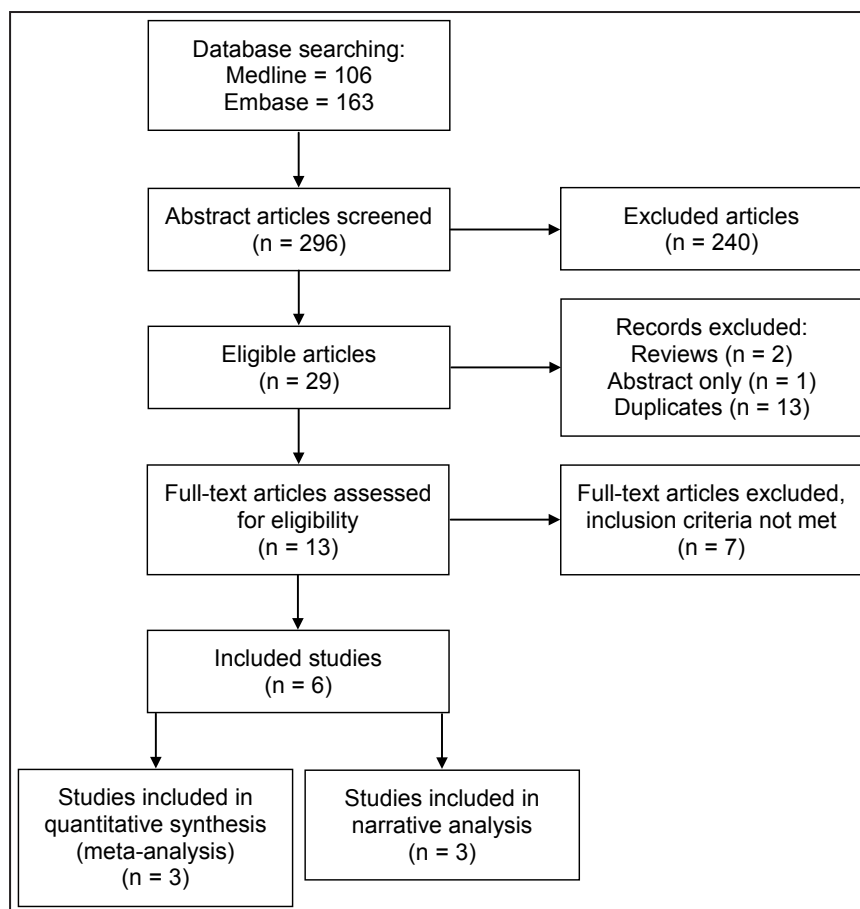 Database searching:
Medline = 106
Embase = 163
Abstract articles screened
(n = 296)
Excluded articles
(n = 240)
Eligible articles
(n = 29)
Records excluded:
Reviews (n = 2)
Abstract only (n = 1)
Duplicates (n = 13)
Full-text articles assessed
for eligibility
(n = 13)
Full-text articles excluded,
inclusion criteria not met
(n = 7)
Included studies
(n = 6)
Studies included in
quantitative synthesis
(meta-analysis)
(n = 3)
Studies included in
narrative analysis
(n = 3)